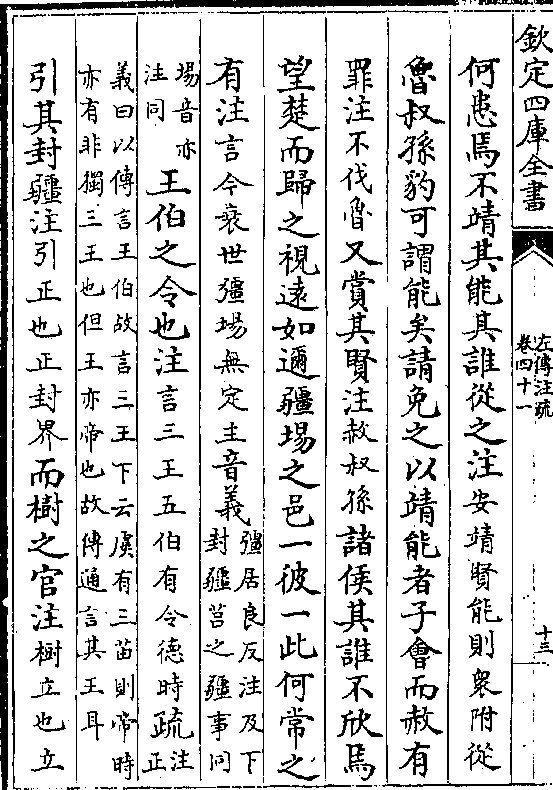 欽定四庫全書
左傳注疏
卷四十一
十三
何患焉不靖其能其誰從之注安靖賢能則衆附從
魯叔孫豹可謂能矣請免之以靖能者子會而赦有
罪注不伐魯又賞其賢注赦叔孫諸侯其誰不欣焉
望楚而歸之視遠如邇疆埸之邑一彼一此何常之
有注言今衰世疆埸無定主音義疆居良反注及下
封疆莒之疆事同
埸音亦
注同王伯之令也注言三王五伯有令德時疏注
正
義曰以傳言王伯故言三王下云虞有三苗則帝時
亦有非獨三王也但王亦帝也故傳通言其王耳
引其封疆注引正也正封界而樹之官注樹立也立